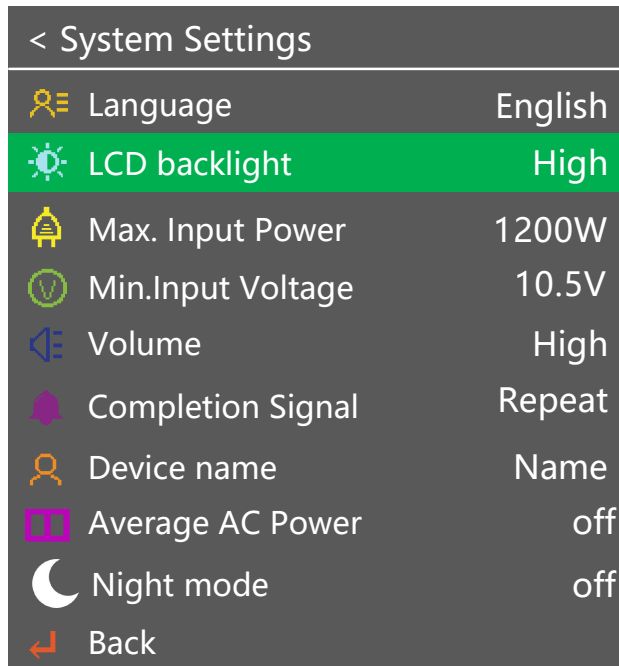 < System Settings
Language English
LCD backlight High
Max. Input Power 1200W
Min.Input Voltage 10.5V
Volume High
Completion Signal Repeat
Device name Name
Average AC Power off
Night mode off
Back